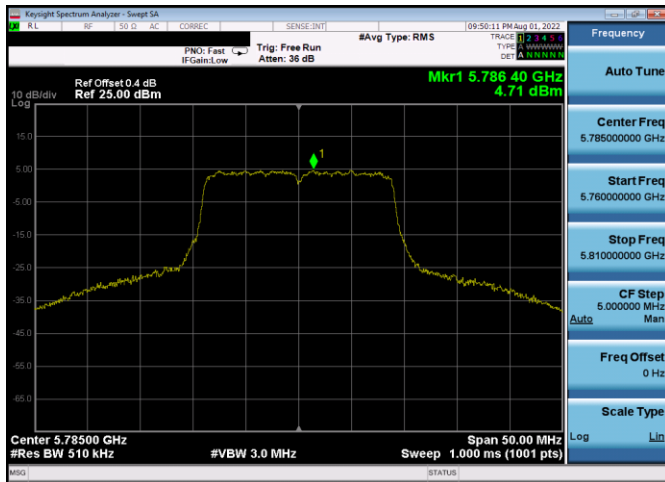 Keysight Spectrum Analyzer - Swept SA
RL RF 50 Ω AC CORREC SENSE:INT 09:50:11 PM Aug 01, 2022
#Avg Type: RMS TRACE 1 2 3 4 5 6
TYPE A WWWWW
DET A N N N N N
PNO: Fast Trig: Free Run
IFGain:Low Atten: 36 dB
Mkr1 5.786 40 GHz
4.71 dBm
Ref Offset 0.4 dB
10 dB/div Ref 25.00 dBm
Log
15.0
5.00
-5.00
-15.0
-25.0
-35.0
-45.0
-55.0
-65.0
1
Center 5.78500 GHz Span 50.00 MHz
#Res BW 510 kHz #VBW 3.0 MHz Sweep 1.000 ms (1001 pts)
MSG STATUS
Frequency
Auto Tune
Center Freq
5.785000000 GHz
Start Freq
5.760000000 GHz
Stop Freq
5.810000000 GHz
CF Step
5.000000 MHz
Auto Man
Freq Offset
0 Hz
Scale Type
Log Lin